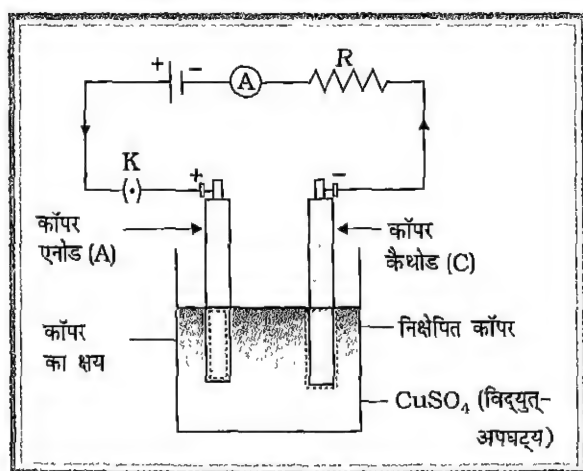 + − A R
K + −
कॉपर
एनोड (A)
कॉपर
कैथोड (C)
कॉपर
का क्षय
निक्षेपित कॉपर
CuSO₄ (विद्युत्-
अपघट्य)